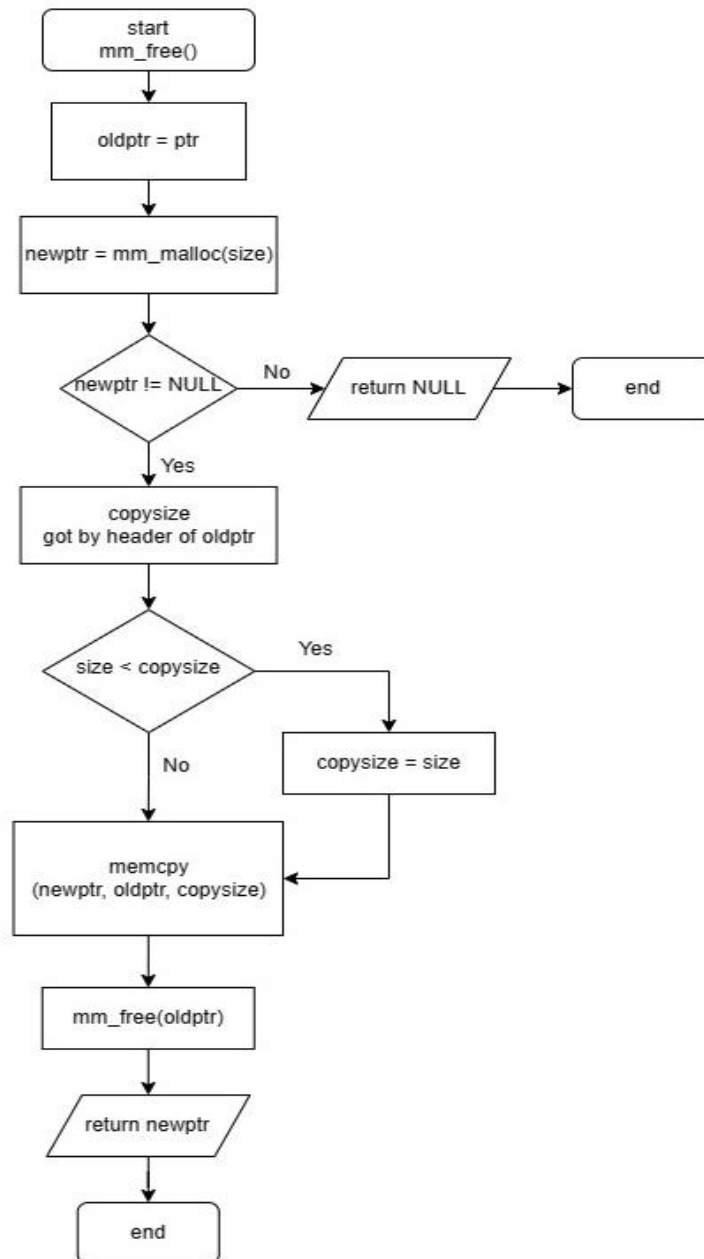 start
mm_free()
oldptr = ptr
newptr = mm_malloc(size)
newptr != NULL
No
return NULL
end
Yes
copysize
got by header of oldptr
size < copysize
Yes
No
copysize = size
memcpy
(newptr, oldptr, copysize)
mm_free(oldptr)
return newptr
end